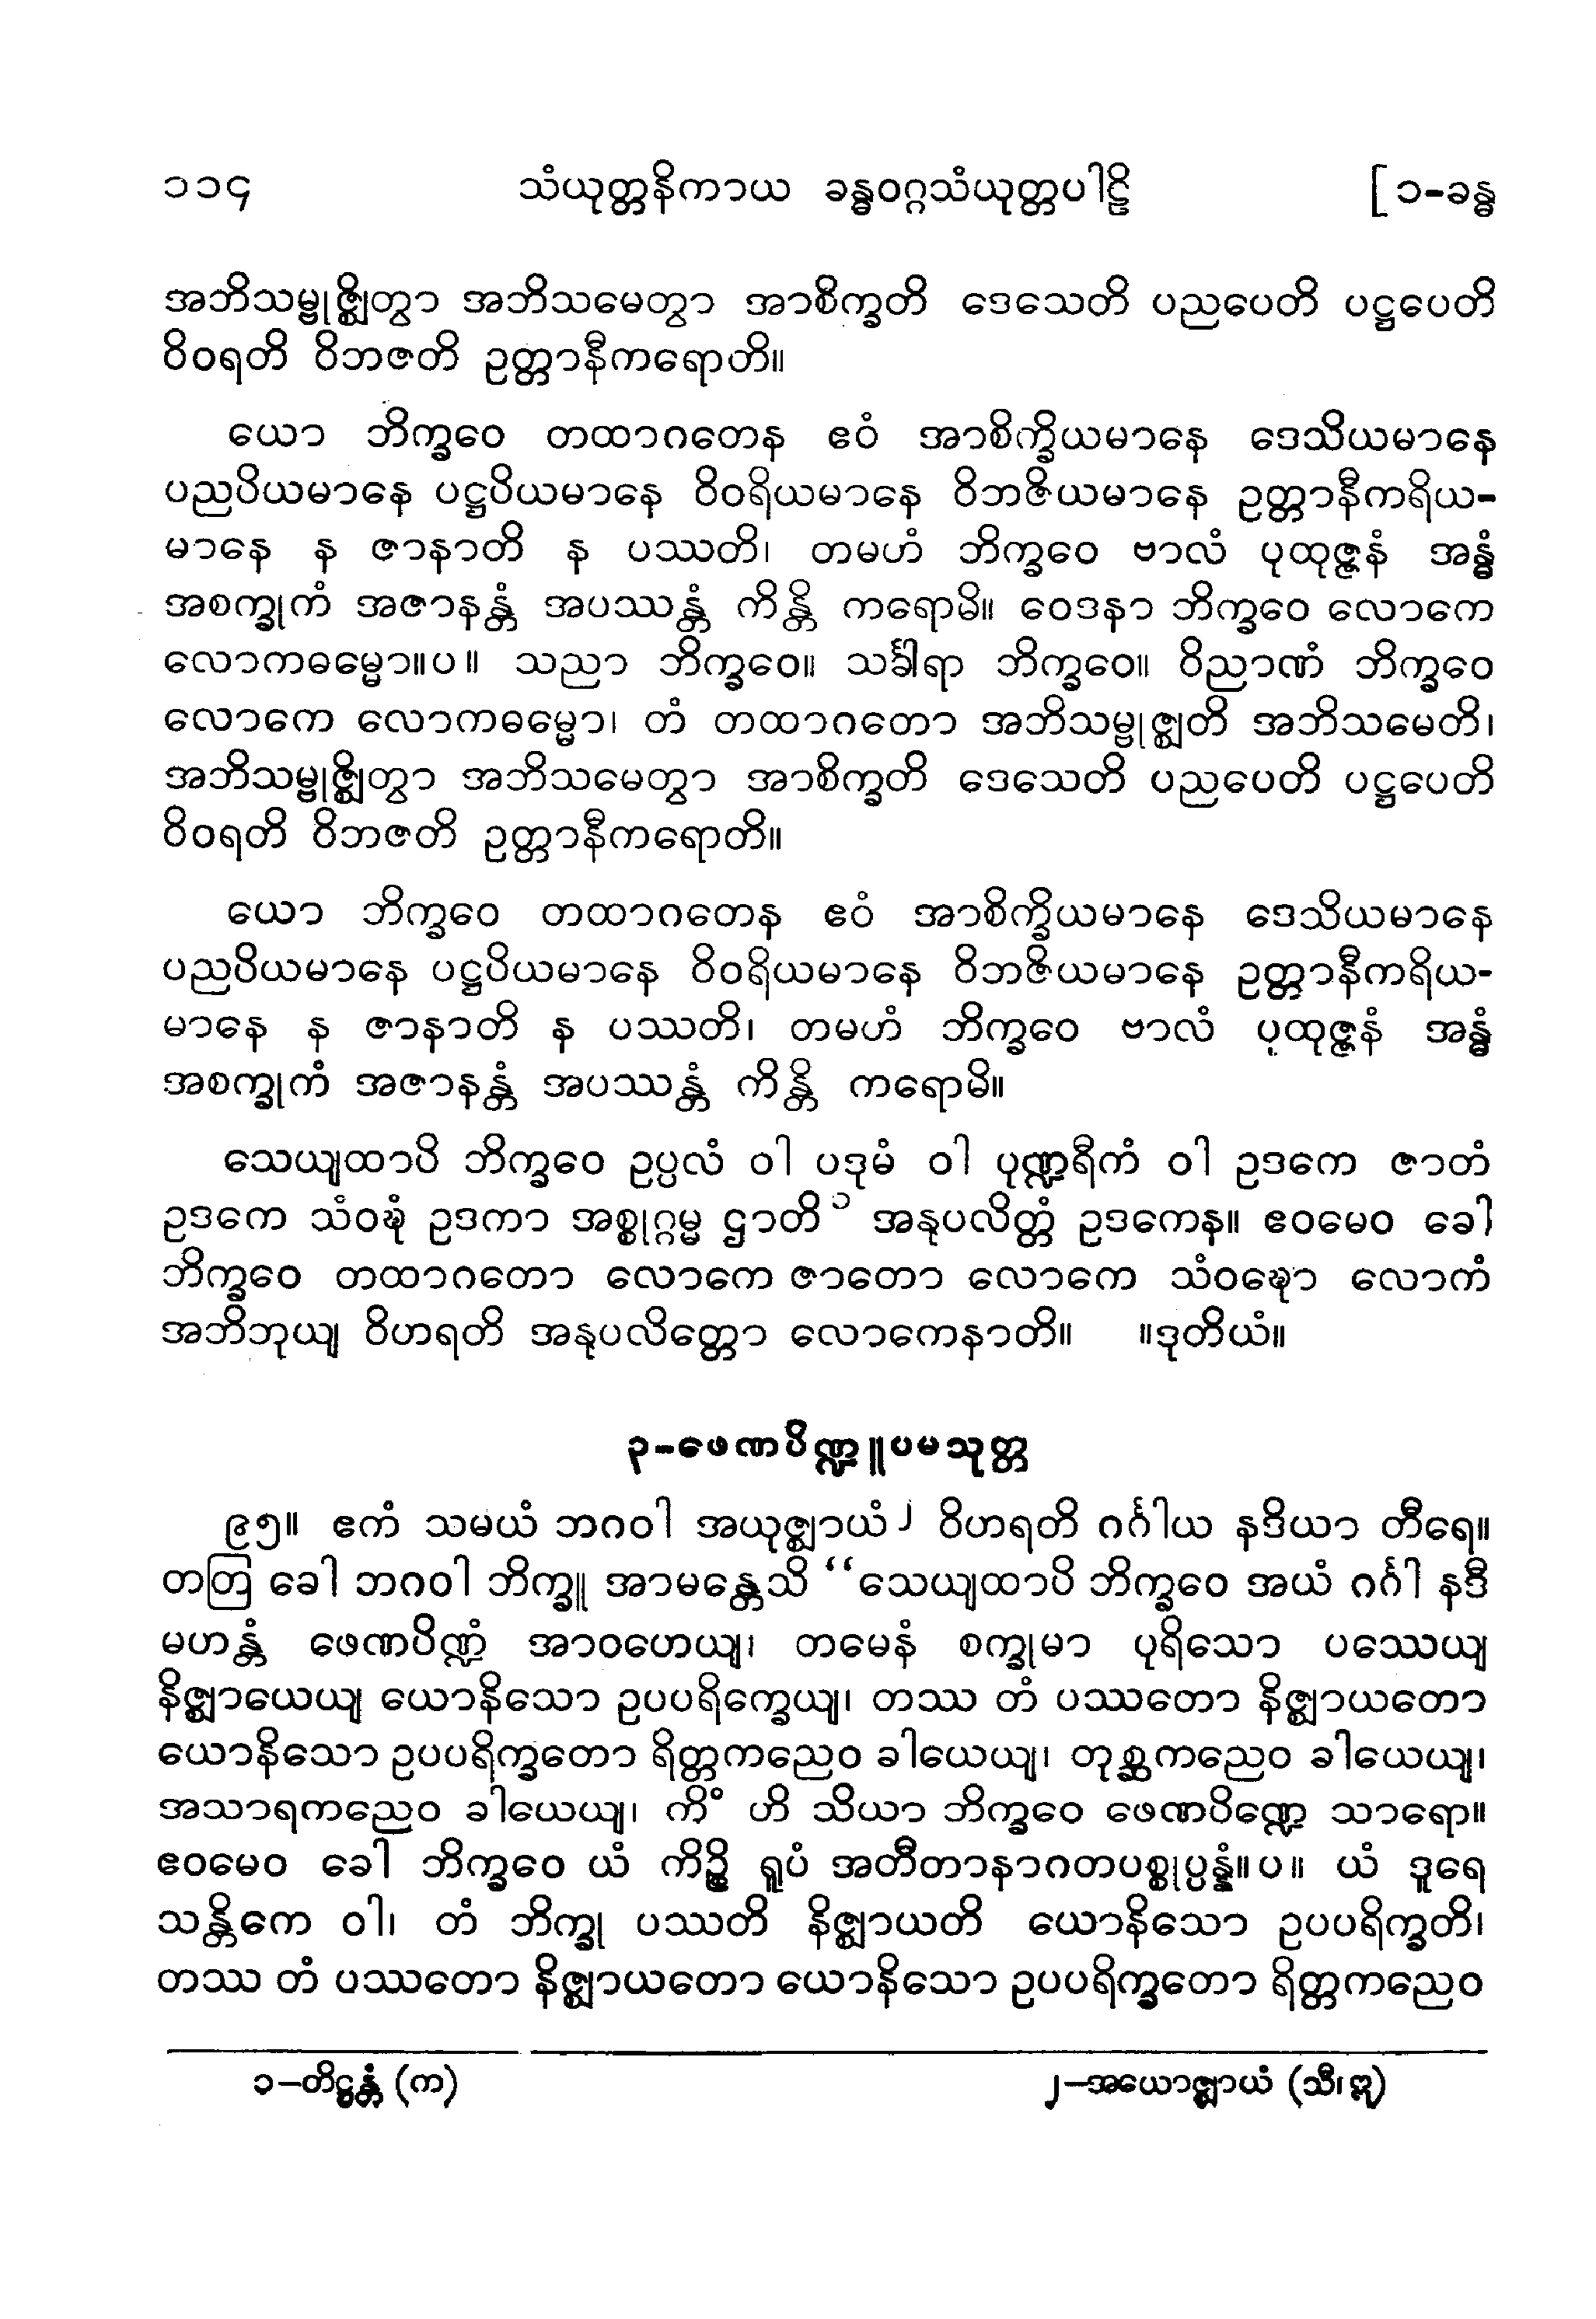 ၁၁၄ သံယုတ္တနိကာယ ခန္ဓဝဂ္ဂသံယုတ္တပါဠိ [ ၁-ခန္ဓ
အဘိသမ္ဗုဇ္ဈိတွာ အဘိသမေတွာ အာစိက္ခတိ ဒေသေတိ ပညပေတိ ပဋ္ဌပေတိ
ဝိဝရတိ ဝိဘဇတိ ဥတ္တာနီကရောတိ။
ယော ဘိက္ခဝေ တထာဂတေန ဧဝံ အာစိက္ခိယမာနေ ဒေသိယမာနေ
ပညပိယမာနေ ပဋ္ဌပိယမာနေ ဝိဝရိယမာနေ ဝိဘဇိယမာနေ ဥတ္တာနီကရိယ-
မာနေ န ဇာနာတိ န ပဿတိ၊ တမဟံ ဘိက္ခဝေ ဗာလံ ပုထုဇ္ဇနံ အန္ဓံ
အစက္ခုကံ အဇာနန္တံ အပဿန္တံ ကိန္တိ ကရောမိ။ ဝေဒနာ ဘိက္ခဝေ လောကေ
လောကဓမ္မော။ပ။ သညာ ဘိက္ခဝေ။ သင်္ခါရာ ဘိက္ခဝေ။ ဝိညာဏံ ဘိက္ခဝေ
လောကေ လောကဓမ္မော၊ တံ တထာဂတော အဘိသမ္ဗုဇ္ဈတိ အဘိသမေတိ၊
အဘိသမ္ဗုဇ္ဈိတွာ အဘိသမေတွာ အာစိက္ခတိ ဒေသေတိ ပညပေတိ ပဋ္ဌပေတိ
ဝိဝရတိ ဝိဘဇတိ ဥတ္တာနီကရောတိ။
ယော ဘိက္ခဝေ တထာဂတေန ဧဝံ အာစိက္ခိယမာနေ ဒေသိယမာနေ
ပညပိယမာနေ ပဋ္ဌပိယမာနေ ဝိဝရိယမာနေ ဝိဘဇိယမာနေ ဥတ္တာနီကရိယ-
မာနေ န ဇာနာတိ န ပဿတိ၊ တမဟံ ဘိက္ခဝေ ဗာလံ ပုထုဇ္ဇနံ အန္ဓံ
အစက္ခုကံ အဇာနန္တံ အပဿန္တံ ကိန္တိ ကရောမိ။
သေယျထာပိ ဘိက္ခဝေ ဥပ္ပလံ ဝါ ပဒုမံ ဝါ ပုဏ္ဍရီကံ ဝါ ဥဒကေ ဇာတံ
ဥဒကေ သံဝဍ္ဎံ ဥဒကာ အစ္စုဂ္ဂမ္မ ဌာတိ ၁ အနုပလိတ္တံ ဥဒကေန။ ဧဝမေဝ ခေါ
ဘိက္ခဝေ တထာဂတော လောကေ ဇာတော လောကေ သံဝဍ္ဎော လောကံ
အဘိဘုယျ ဝိဟရတိ အနုပလိတ္တော လောကေနာတိ။ ။ဒုတိယံ။
၃-ဖေဏပိဏ္ဍူပမသုတ္တ
၉၅။ ဧကံ သမယံ ဘဂဝါ အယုဇ္ဈာယံ ၂ ဝိဟရတိ ဂင်္ဂါယ နဒိယာ တီရေ။
တတြ ခေါ ဘဂဝါ ဘိက္ခူ အာမန္တေသိ “သေယျထာပိ ဘိက္ခဝေ အယံ ဂင်္ဂါ နဒီ
မဟန္တံ ဖေဏပိဏ္ဍံ အာဝဟေယျ၊ တမေနံ စက္ခုမာ ပုရိသော ပဿေယျ
နိဇ္ဈာယေယျ ယောနိသော ဥပပရိက္ခေယျ၊ တဿ တံ ပဿတော နိဇ္ဈာယတော
ယောနိသော ဥပပရိက္ခတော ရိတ္တကညေဝ ခါယေယျ၊ တုစ္ဆကညေဝ ခါယေယျ၊
အသာရကညေဝ ခါယေယျ၊ ကိံ ဟိ သိယာ ဘိက္ခဝေ ဖေဏပိဏ္ဍေ သာရော။
ဧဝမေဝ ခေါ ဘိက္ခဝေ ယံ ကိဉ္စိ ရူပံ အတီတာနာဂတပစ္စုပ္ပန္နံ။ပ။ ယံ ဒူရေ
သန္တိကေ ဝါ၊ တံ ဘိက္ခု ပဿတိ နိဇ္ဈာယတိ ယောနိသော ဥပပရိက္ခတိ၊
တဿ တံ ပဿတော နိဇ္ဈာယတော ယောနိသော ဥပပရိက္ခတော ရိတ္တကညေဝ
၁–တိဋ္ဌန္တံ (က) ၂–အယောဇ္ဈာယံ (သီ၊ ဣ)